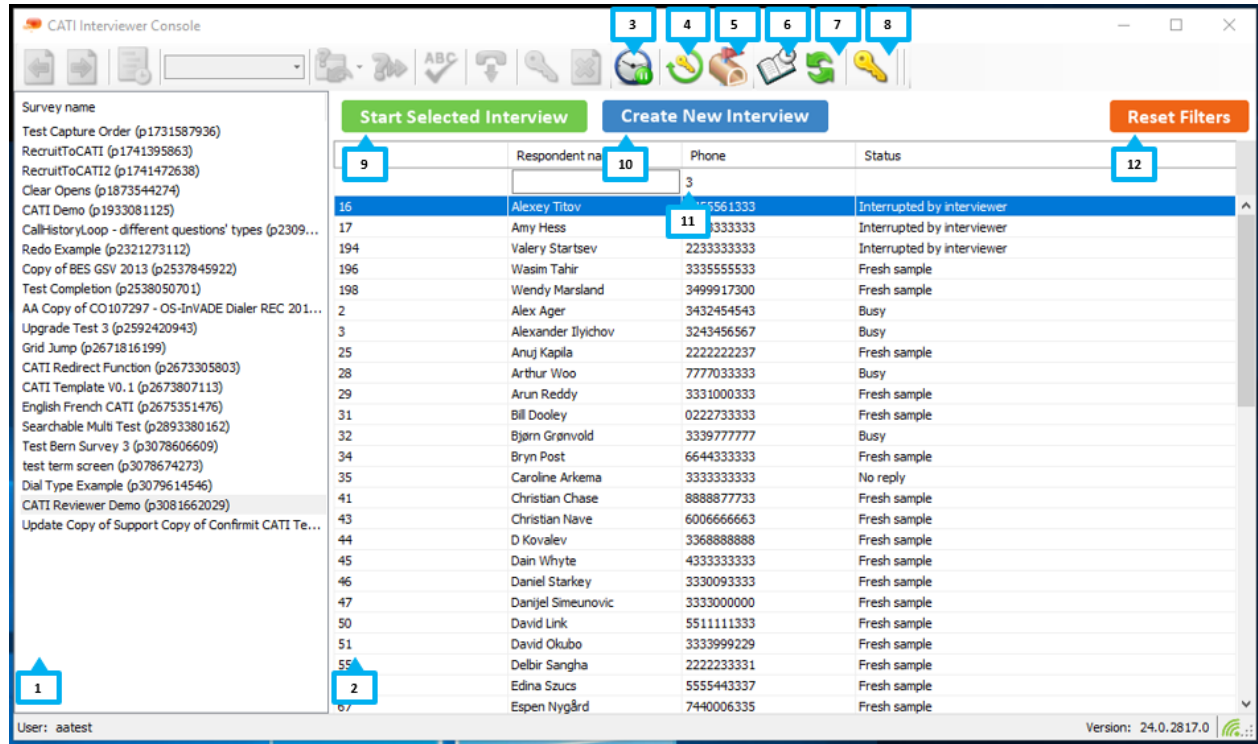 CATI Interviewer Console
3 4 5 6 7 8
ABC
Survey name
Test Capture Order (p1731587936)
RecruitToCATI (p1741395863)
RecruitToCATI2 (p1741472638)
Clear Opens (p1873544274)
CATI Demo (p1933081125)
CallHistoryLoop - different questions' types (p2309...
Redo Example (p2321273112)
Copy of BES GSV 2013 (p2537845922)
Test Completion (p2538050701)
AA Copy of CO107297 - OS-InVADE Dialer REC 201...
Upgrade Test 3 (p2592420943)
Grid Jump (p2671816199)
CATI Redirect Function (p2673305803)
CATI Template V0.1 (p2673807113)
English French CATI (p2675351476)
Searchable Multi Test (p2893380162)
Test Bern Survey 3 (p3078606609)
test term screen (p3078674273)
Dial Type Example (p3079614546)
CATI Reviewer Demo (p3081662029)
Update Copy of Support Copy of Confirmit CATI Te...
1
Start Selected Interview Create New Interview Reset Filters
9 10 12
Respondent na Phone Status
3
11
16 Alexey Titov 55561333 Interrupted by interviewer
17 Amy Hess 3333333 Interrupted by interviewer
194 Valery Startsev 2233333333 Interrupted by interviewer
196 Wasim Tahir 3335555533 Fresh sample
198 Wendy Marsland 3499917300 Fresh sample
2 Alex Ager 3432454543 Busy
3 Alexander Ilyichov 3243456567 Busy
25 Anuj Kapila 2222222237 Fresh sample
28 Arthur Woo 7777033333 Busy
29 Arun Reddy 3331000333 Fresh sample
31 Bill Dooley 0222733333 Fresh sample
32 Bjørn Grønvold 3339777777 Busy
34 Bryn Post 6644333333 Fresh sample
35 Caroline Arkema 3333333333 No reply
41 Christian Chase 8888877733 Fresh sample
43 Christian Nave 6006666663 Fresh sample
44 D Kovalev 3368888888 Fresh sample
45 Dain Whyte 4333333333 Fresh sample
46 Daniel Starkey 3330093333 Fresh sample
47 Danijel Simeunovic 3333000000 Fresh sample
50 David Link 5511111333 Fresh sample
51 David Okubo 3333999229 Fresh sample
55 Delbir Sangha 2222233331 Fresh sample
2 Edina Szucs 5555443337 Fresh sample
67 Espen Nygård 7440006335 Fresh sample
User: aatest Version: 24.0.2817.0